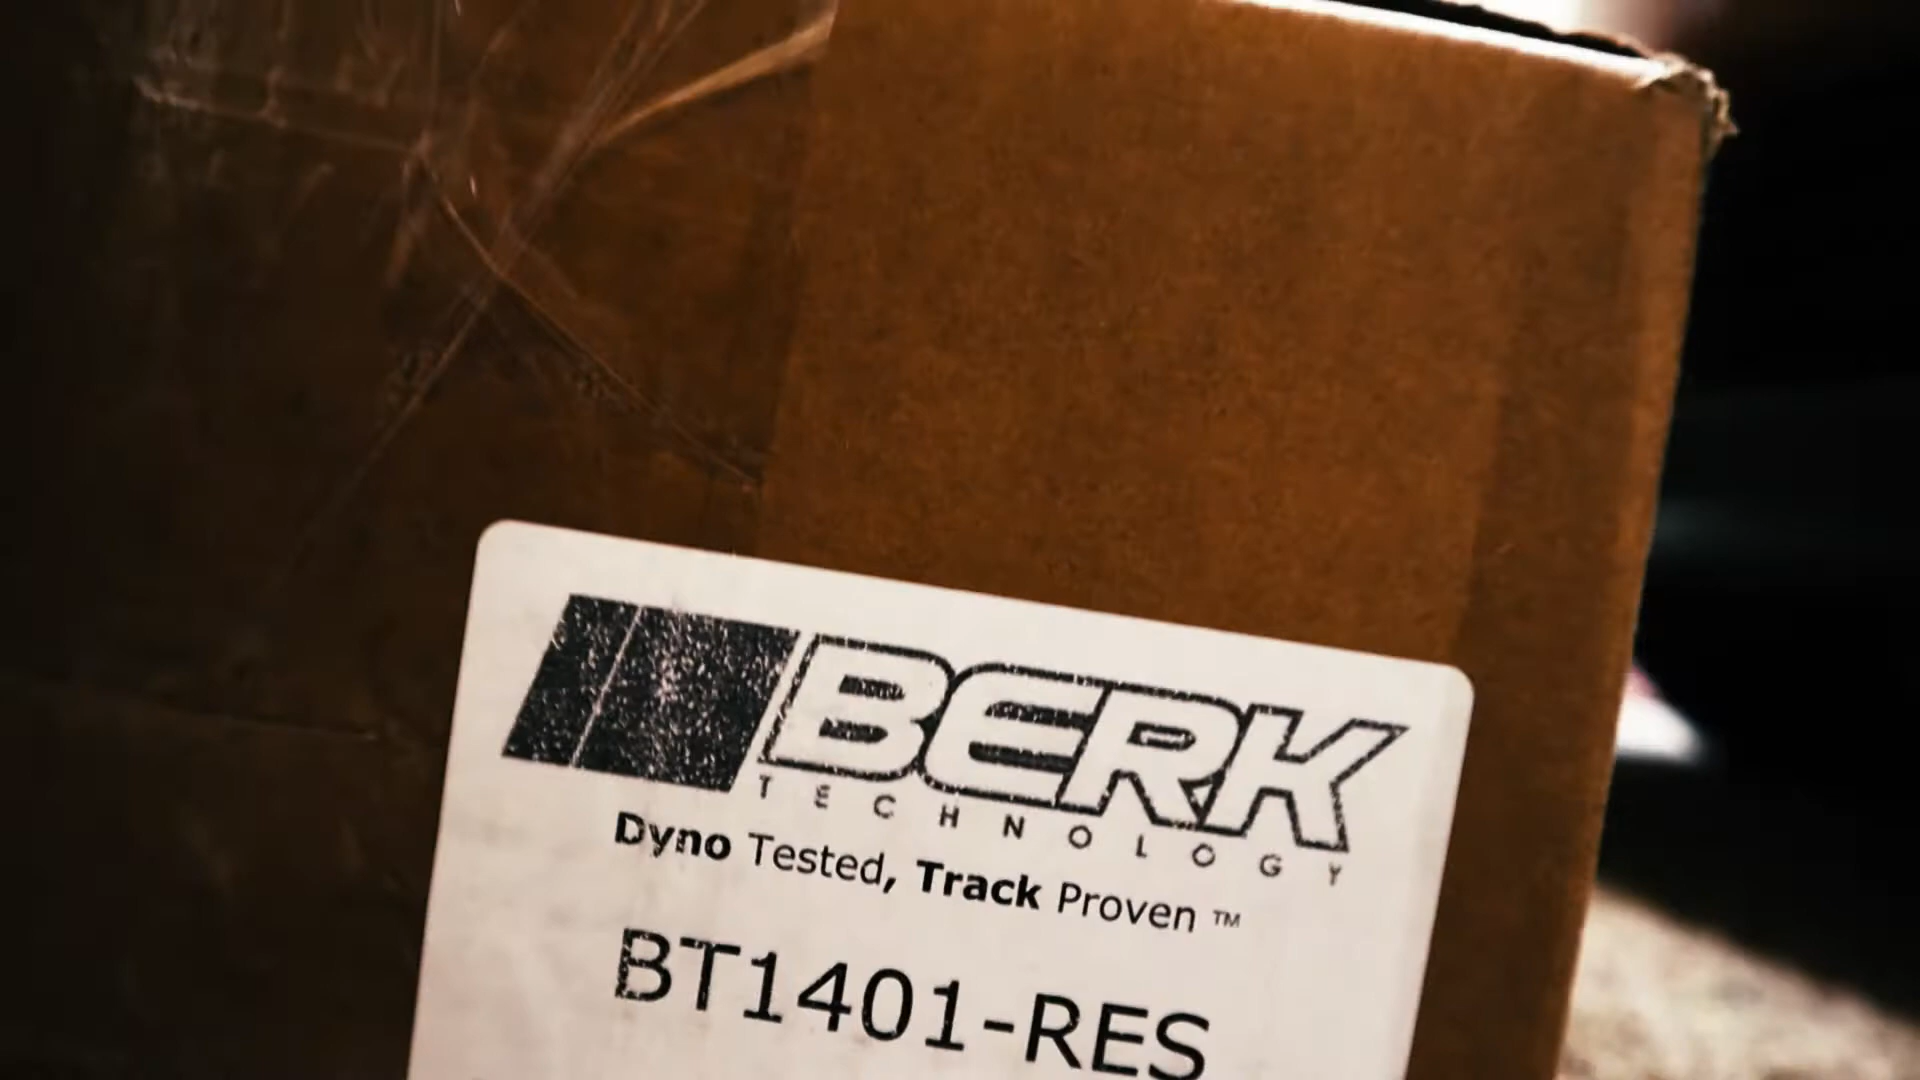 BERK
TECHNOLOGY
Dyno Tested, Track Proven ™
BT1401-RES